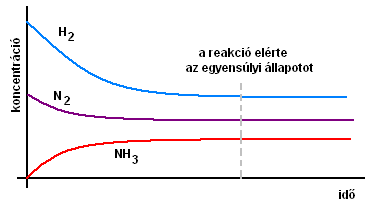 H2
a reakció elérte
az egyensúlyi állapotot
koncentráció
N2
NH3
idő